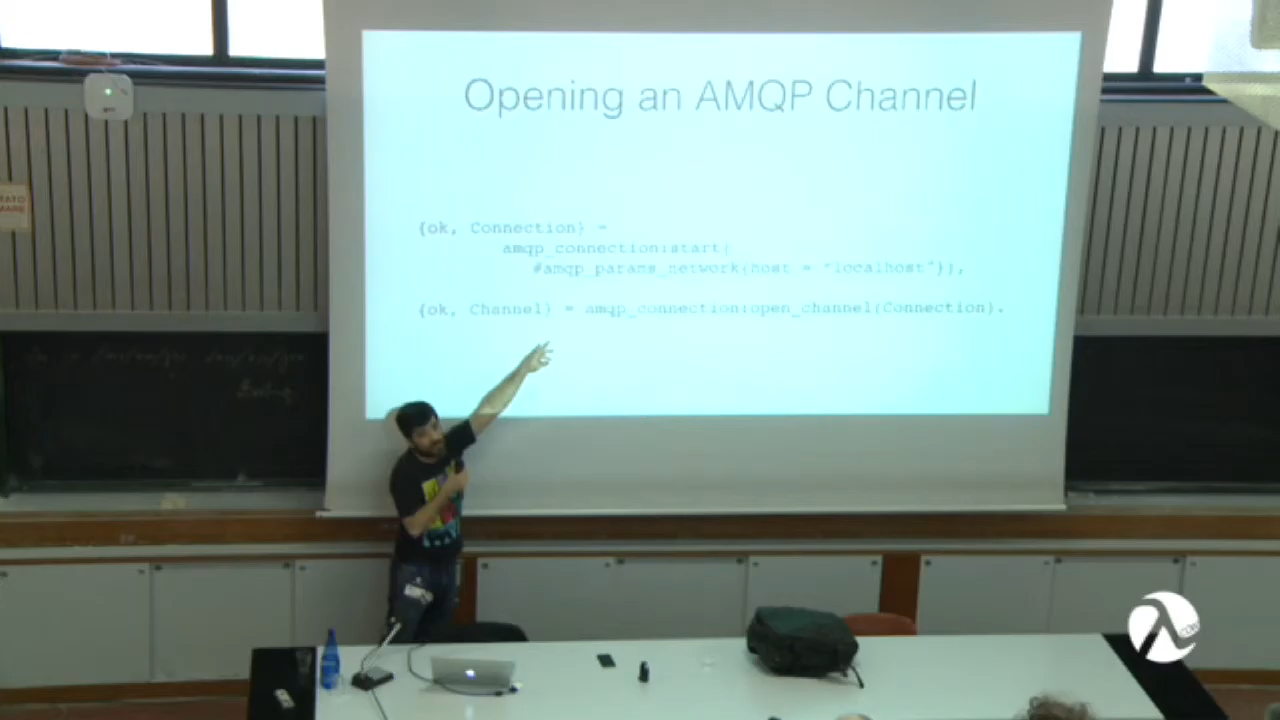 Opening an AMQP Channel
{ok, Connection} =
amqp_connection:start(
#amqp_params_network{host = "localhost"}),
{ok, Channel} = amqp_connection:open_channel(Connection).